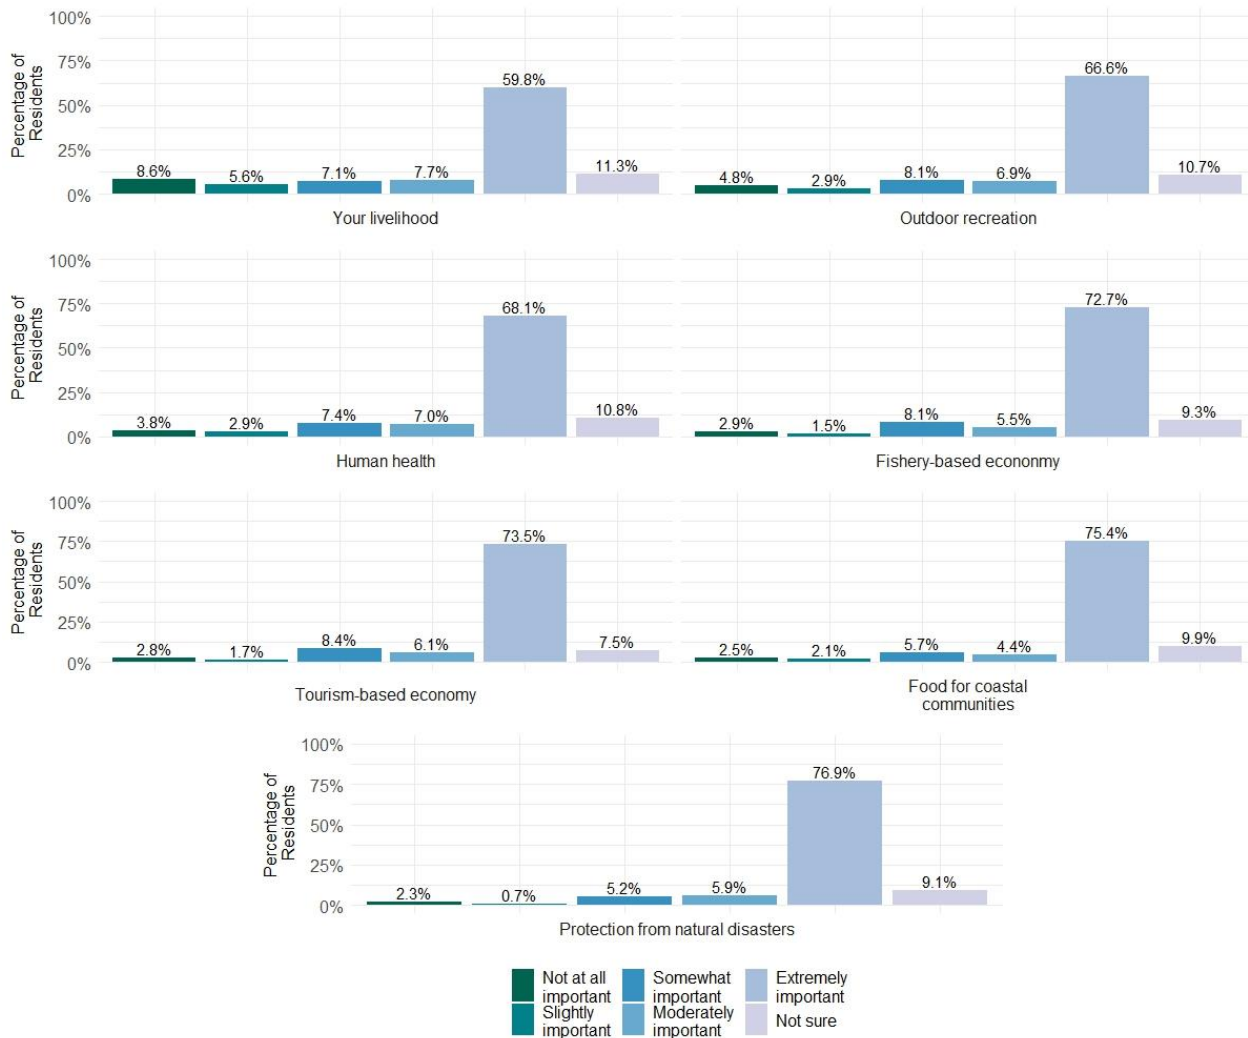 100%
75%
50%
25%
0%
Percentage of
Residents
8.6%
5.6%
7.1%
7.7%
59.8%
11.3%
Your livelihood
4.8%
2.9%
8.1%
6.9%
66.6%
10.7%
Outdoor recreation
100%
75%
50%
25%
0%
Percentage of
Residents
3.8%
2.9%
7.4%
7.0%
68.1%
10.8%
Human health
2.9%
1.5%
8.1%
5.5%
72.7%
9.3%
Fishery-based econonmy
100%
75%
50%
25%
0%
Percentage of
Residents
2.8%
1.7%
8.4%
6.1%
73.5%
7.5%
Tourism-based economy
2.5%
2.1%
5.7%
4.4%
75.4%
9.9%
Food for coastal
communities
100%
75%
50%
25%
0%
Percentage of
Residents
2.3%
0.7%
5.2%
5.9%
76.9%
9.1%
Protection from natural disasters
Not at all
important
Slightly
important
Somewhat
important
Moderately
important
Extremely
important
Not sure